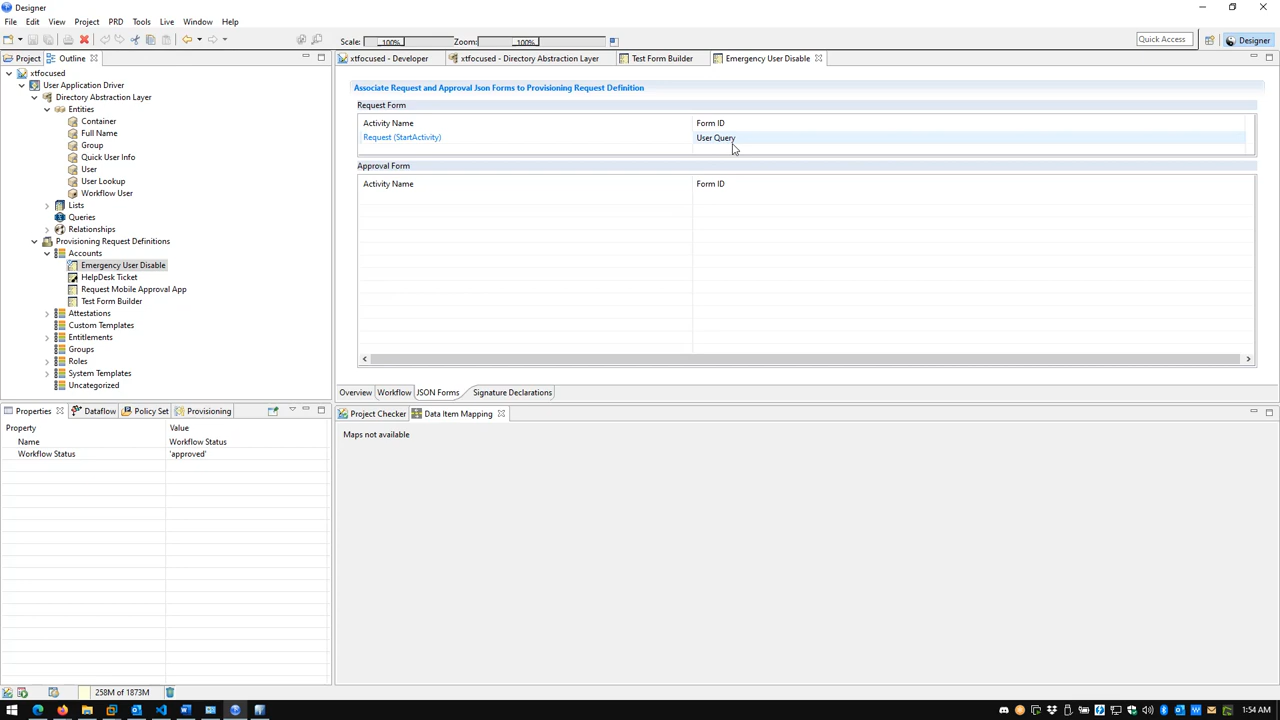 Designer
File Edit View Project PRD Tools Live Window Help
Scale: 100% Zoom: 100%
Quick Access Designer
Project Outline
xtfocused
User Application Driver
Directory Abstraction Layer
Entities
Container
Full Name
Group
Quick User Info
User
User Lookup
Workflow User
Lists
Queries
Relationships
Provisioning Request Definitions
Accounts
Emergency User Disable
HelpDesk Ticket
Request Mobile Approval App
Test Form Builder
Attestations
Custom Templates
Entitlements
Groups
Roles
System Templates
Uncategorized
xtfocused - Developer xtfocused - Directory Abstraction Layer Test Form Builder Emergency User Disable
Associate Request and Approval Json Forms to Provisioning Request Definition
Request Form
Activity Name Form ID
Request (StartActivity) User Query
Approval Form
Activity Name Form ID
Overview Workflow JSON Forms Signature Declarations
Properties Dataflow Policy Set Provisioning
Property Value
Name Workflow Status
Workflow Status 'approved'
Project Checker Data Item Mapping
Maps not available
258M of 1873M
1:54 AM